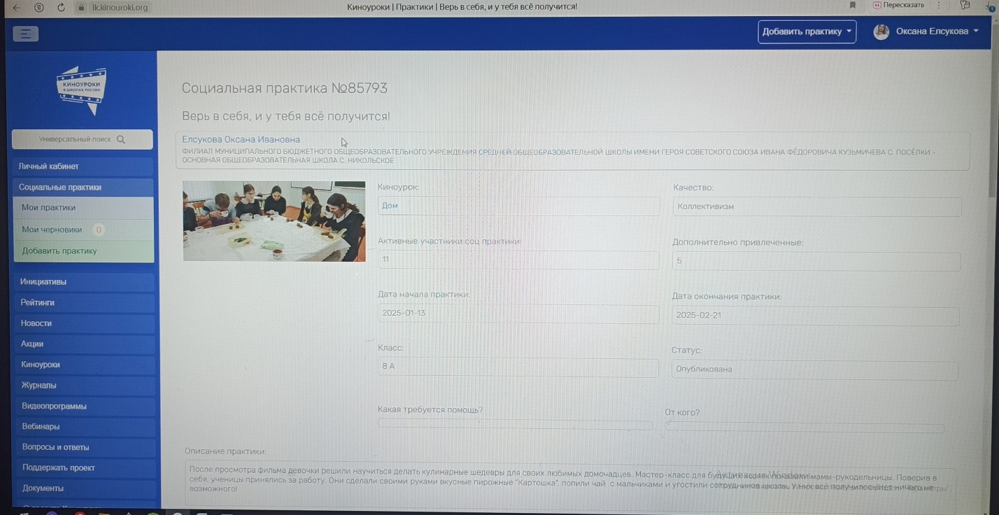 lk.kinouroki.org
Киноуроки | Практики | Верь в себя, и у тебя всё получится!
Пересказать
Добавить практику
Оксана Елсукова
КИНОУРОКИ
В ШКОЛАХ РОССИИ
Универсальный поиск
Личный кабинет
Социальные практики
Мои практики
Мои черновики 0
Добавить практику
Инициативы
Рейтинги
Новости
Акции
Киноуроки
Журналы
Видеопрограммы
Вебинары
Вопросы и ответы
Поддержать проект
Документы
Социальная практика №85793
Верь в себя, и у тебя всё получится!
Елсукова Оксана Ивановна
ФИЛИАЛ МУНИЦИПАЛЬНОГО БЮДЖЕТНОГО ОБЩЕОБРАЗОВАТЕЛЬНОГО УЧРЕЖДЕНИЯ СРЕДНЕЙ ОБЩЕОБРАЗОВАТЕЛЬНОЙ ШКОЛЫ ИМЕНИ ГЕРОЯ СОВЕТСКОГО СОЮЗА ИВАНА ФЁДОРОВИЧА КУЗЬМИЧЕВА С. ПОСЁЛКИ -
ОСНОВНАЯ ОБЩЕОБРАЗОВАТЕЛЬНАЯ ШКОЛА С. НИКОЛЬСКОЕ
Киноурок:
Дом
Качество:
Коллективизм
Активные участники соц практики:
11
Дополнительно привлеченные:
5
Дата начала практики:
2025-01-13
Дата окончания практики:
2025-02-21
Класс:
8 А
Статус:
Опубликована
Какая требуется помощь?
От кого?
Описание практики:
После просмотра фильма девочки решили научиться делать кулинарные шедевры для своих любимых домочадцев. Мастер-класс для будущих хозяек показали мамы-рукодельницы. Поверив в
себя, ученицы принялись за работу. Они сделали своими руками вкусные пирожные "Картошка", попили чай с мальчиками и угостили сотрудников школы. У них всё получилось! Нет ничего не
возможного!